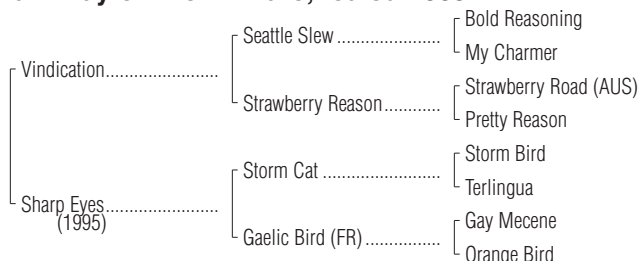 Bold Reasoning
Seattle Slew
My Charmer
Vindication
Strawberry Road (AUS)
Strawberry Reason
Pretty Reason
Storm Bird
Storm Cat
Terlingua
Sharp Eyes
(1995)
Gay Mecene
Gaelic Bird (FR)
Orange Bird